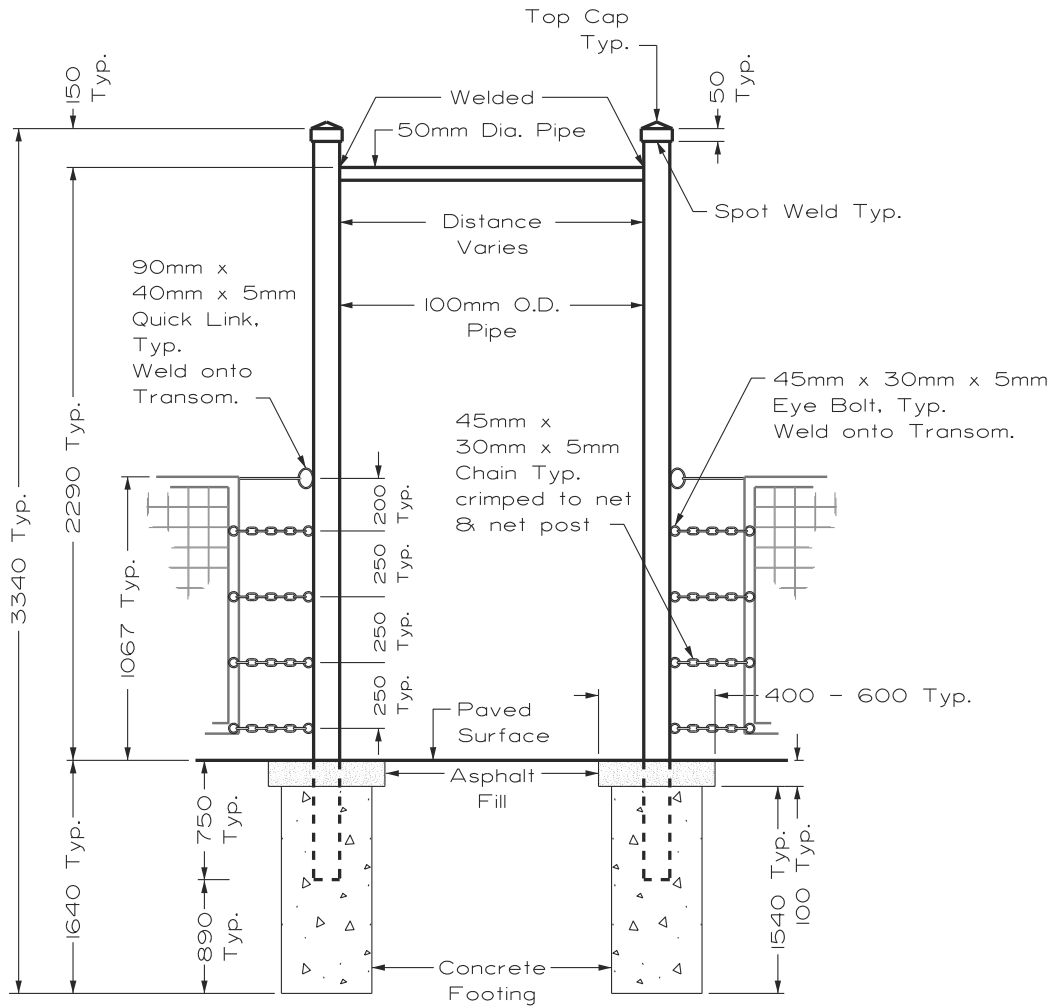 Top Cap
Typ.
150
Typ.
50
Typ.
Welded
50mm Dia. Pipe
Spot Weld Typ.
Distance
Varies
90mm x
40mm x 5mm
Quick Link,
Typ.
Weld onto
Transom.
100mm O.D.
Pipe
45mm x 30mm x 5mm
Eye Bolt, Typ.
Weld onto Transom.
45mm x
30mm x 5mm
Chain Typ.
crimped to net
& net post
3340 Typ.
2290 Typ.
1067 Typ.
200
Typ.
250
Typ.
250
Typ.
250
Typ.
400 - 600 Typ.
Paved
Surface
Asphalt
Fill
1640 Typ.
750
Typ.
890
Typ.
1540 Typ.
100 Typ.
Concrete
Footing